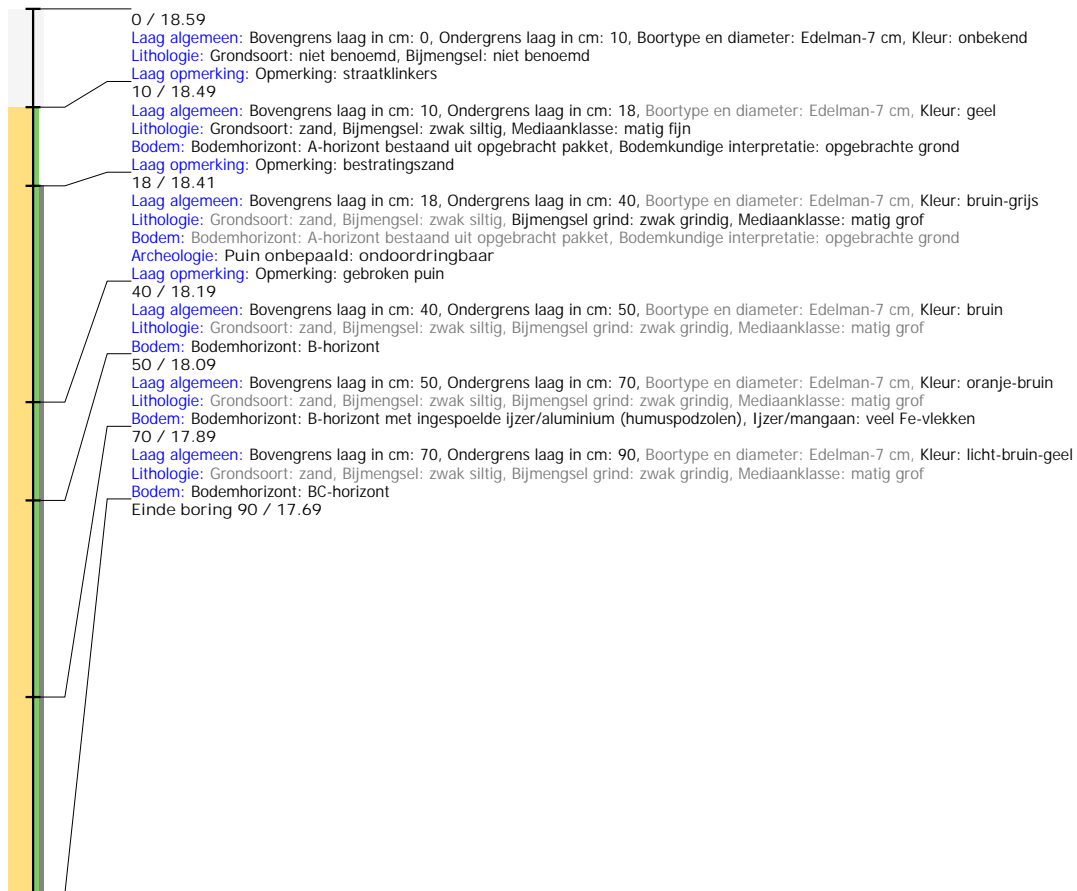 0 / 18.59
Laag algemeen: Bovengrens laag in cm: 0, Ondergrens laag in cm: 10, Boortype en diameter: Edelman-7 cm, Kleur: onbekend
Lithologie: Grondsoort: niet benoemd, Bijmengsel: niet benoemd
Laag opmerking: Opmerking: straatklinkers
10 / 18.49
Laag algemeen: Bovengrens laag in cm: 10, Ondergrens laag in cm: 18, Boortype en diameter: Edelman-7 cm, Kleur: geel
Lithologie: Grondsoort: zand, Bijmengsel: zwak siltig, Mediaanklasse: matig fijn
Bodem: Bodemhorizont: A-horizont bestaand uit opgebracht pakket, Bodemkundige interpretatie: opgebrachte grond
Laag opmerking: Opmerking: bestratingszand
18 / 18.41
Laag algemeen: Bovengrens laag in cm: 18, Ondergrens laag in cm: 40, Boortype en diameter: Edelman-7 cm, Kleur: bruin-grijs
Lithologie: Grondsoort: zand, Bijmengsel: zwak siltig, Bijmengsel grind: zwak grindig, Mediaanklasse: matig grof
Bodem: Bodemhorizont: A-horizont bestaand uit opgebracht pakket, Bodemkundige interpretatie: opgebrachte grond
Archeologie: Puin onbepaald: ondoordringbaar
Laag opmerking: Opmerking: gebroken puin
40 / 18.19
Laag algemeen: Bovengrens laag in cm: 40, Ondergrens laag in cm: 50, Boortype en diameter: Edelman-7 cm, Kleur: bruin
Lithologie: Grondsoort: zand, Bijmengsel: zwak siltig, Bijmengsel grind: zwak grindig, Mediaanklasse: matig grof
Bodem: Bodemhorizont: B-horizont
50 / 18.09
Laag algemeen: Bovengrens laag in cm: 50, Ondergrens laag in cm: 70, Boortype en diameter: Edelman-7 cm, Kleur: oranje-bruin
Lithologie: Grondsoort: zand, Bijmengsel: zwak siltig, Bijmengsel grind: zwak grindig, Mediaanklasse: matig grof
Bodem: Bodemhorizont: B-horizont met ingespoelde ijzer/aluminium (humuspodzolen), Ijzer/mangaan: veel Fe-vlekken
70 / 17.89
Laag algemeen: Bovengrens laag in cm: 70, Ondergrens laag in cm: 90, Boortype en diameter: Edelman-7 cm, Kleur: licht-bruin-geel
Lithologie: Grondsoort: zand, Bijmengsel: zwak siltig, Bijmengsel grind: zwak grindig, Mediaanklasse: matig grof
Bodem: Bodemhorizont: BC-horizont
Einde boring 90 / 17.69